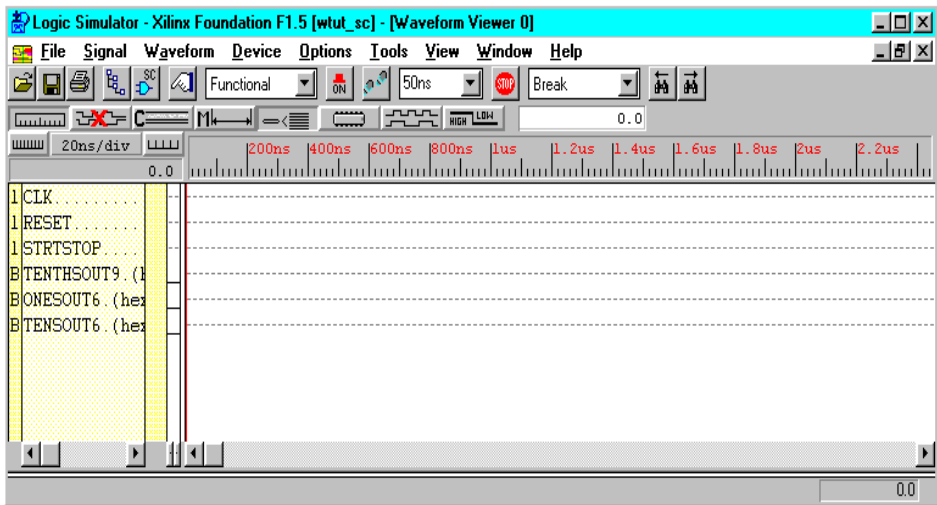 Logic Simulator - Xilinx Foundation F1.5 [wtut_sc] - [Waveform Viewer 0]
File Signal Waveform Device Options Tools View Window Help
SC Functional ON 50ns STOP Break
C M HIGH LOW 0.0
20ns/div 200ns 400ns 600ns 800ns 1us 1.2us 1.4us 1.6us 1.8us 2us 2.2us
0.0
1 CLK.........
1 RESET.......
1 STRTSTOP....
B TENTHSOUT9.(h
B ONESOUT6.(hex
B TENSOUT6.(hex
0.0